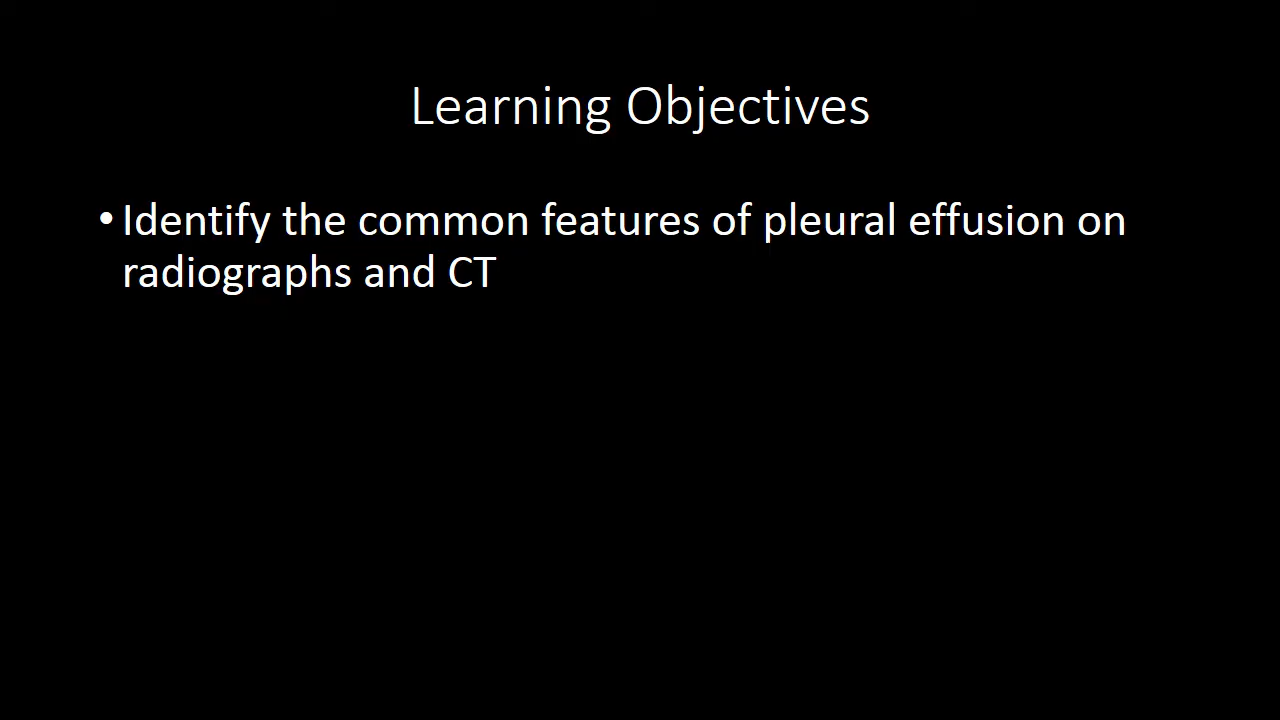 Learning Objectives
• Identify the common features of pleural effusion on
radiographs and CT